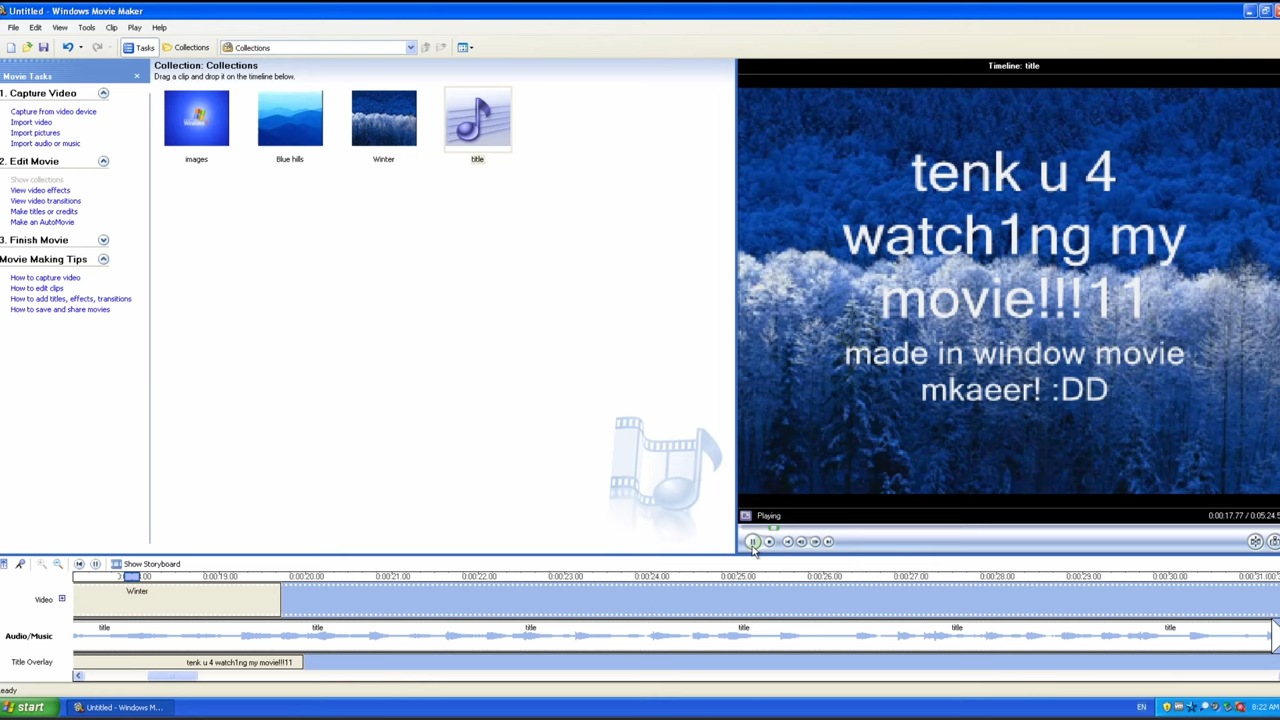 Untitled - Windows Movie Maker
File Edit View Tools Clip Play Help
Tasks Collections Collections
Movie Tasks
1. Capture Video
Capture from video device
Import video
Import pictures
Import audio or music
2. Edit Movie
Show collections
View video effects
View video transitions
Make titles or credits
Make an AutoMovie
3. Finish Movie
Movie Making Tips
How to capture video
How to edit clips
How to add titles, effects, transitions
How to save and share movies
Collection: Collections
Drag a clip and drop it on the timeline below.
images Blue hills Winter title
Timeline: title
tenk u 4
watch1ng my
movie!!!11
made in window movie
mkaeer! :DD
Playing 0:00:17.77 / 0:05:24.5
Show Storyboard
0:00:19.00 0:00:20.00 0:00:21.00 0:00:22.00 0:00:23.00 0:00:24.00 0:00:25.00 0:00:26.00 0:00:27.00 0:00:28.00 0:00:29.00 0:00:30.00
Video Winter
Audio/Music title title title title title title
Title Overlay tenk u 4 watch1ng my movie!!!11
eady
start Untitled - Windows M... EN 8:22 AM